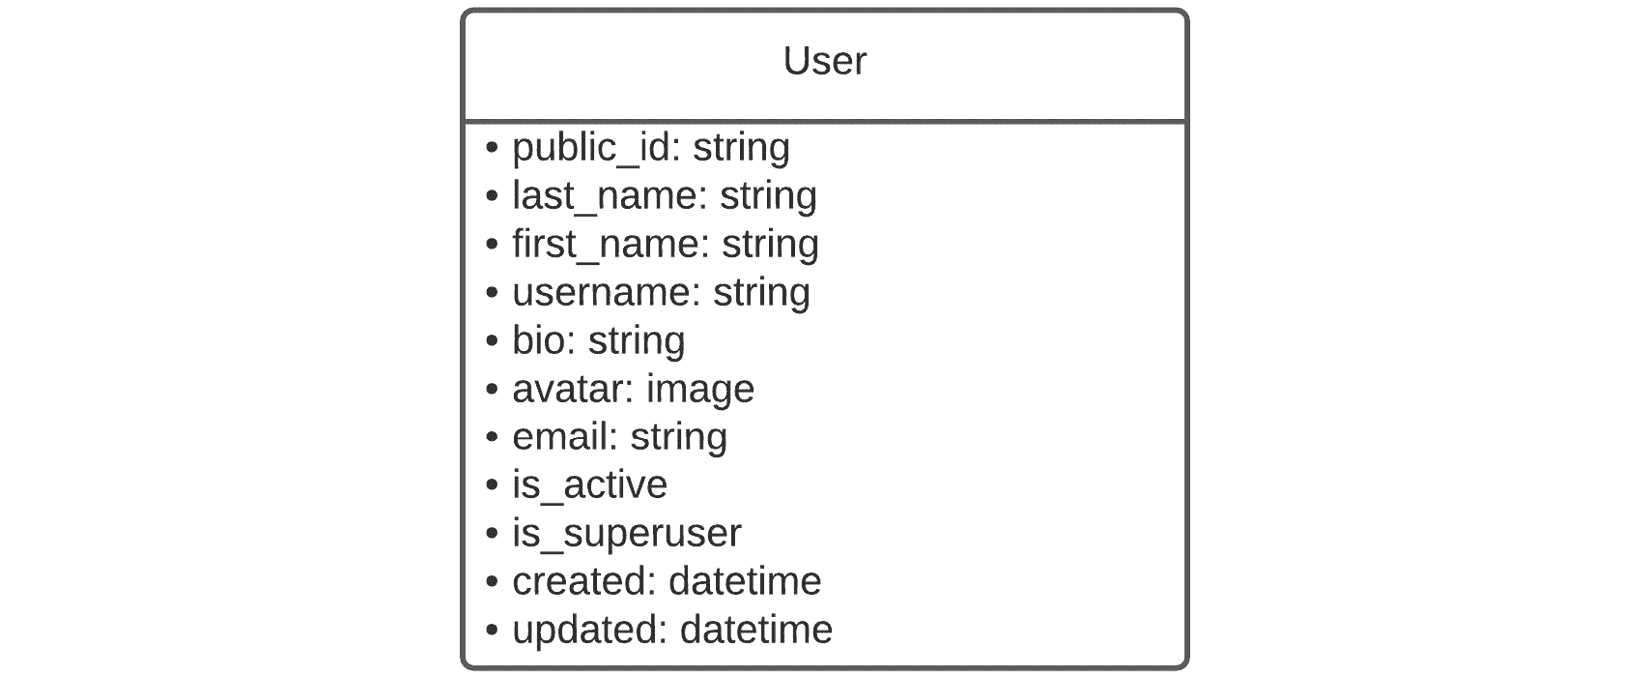 User
• public_id: string
• last_name: string
• first_name: string
• username: string
• bio: string
• avatar: image
• email: string
• is_active
• is_superuser
• created: datetime
• updated: datetime